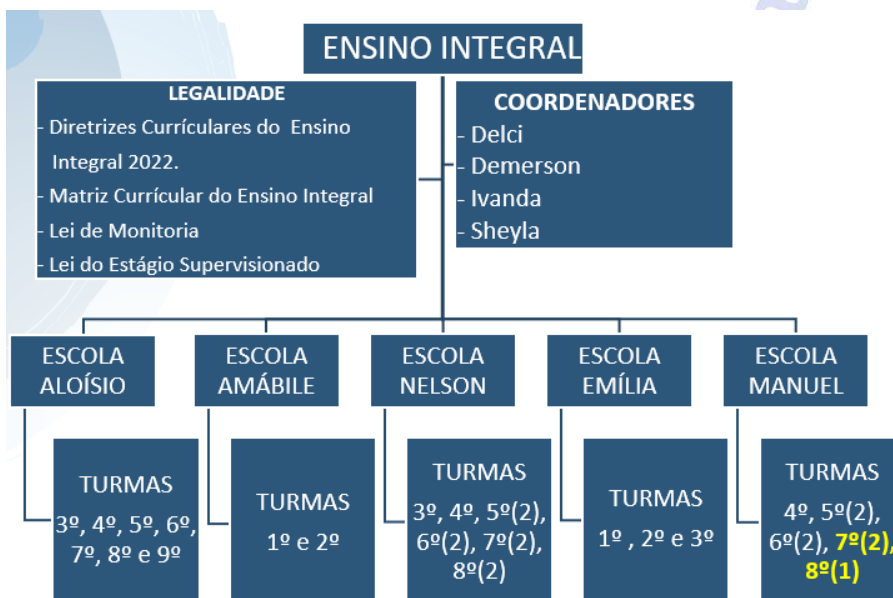 ENSINO INTEGRAL
LEGALIDADE
- Diretrizes Currículares do Ensino
Integral 2022.
- Matriz Currícular do Ensino Integral
- Lei de Monitoria
- Lei do Estágio Supervisionado
COORDENADORES
- Delci
- Demerson
- Ivanda
- Sheyla
ESCOLA
ALOÍSIO
ESCOLA
AMÁBILE
ESCOLA
NELSON
ESCOLA
EMÍLIA
ESCOLA
MANUEL
TURMAS
3º, 4º, 5º, 6º,
7º, 8º e 9º
TURMAS
1º e 2º
TURMAS
3º, 4º, 5º(2),
6º(2), 7º(2),
8º(2)
TURMAS
1º , 2º e 3º
TURMAS
4º, 5º(2),
6º(2), 7º(2),
8º(1)